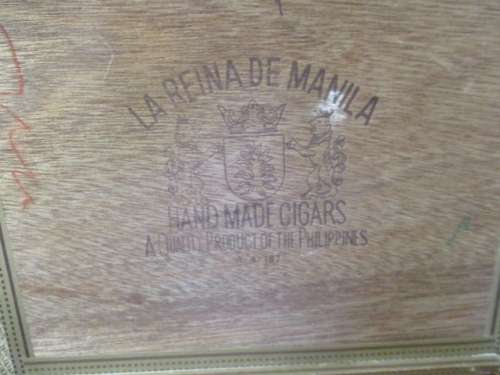 LA REINA DE MANILA
HAND MADE CIGARS
A QUALITY PRODUCT OF THE PHILIPPINES